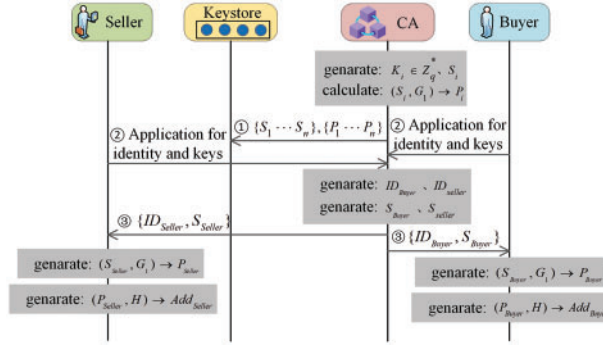 Seller
Keystore
CA
Buyer
genarate: K_i ∈ Z_q^*、S_i
calculate: (S_i, G_1) → P_i
① {S_1 ⋯ S_n},{P_1 ⋯ P_n}
② Application for
identity and keys
② Application for
identity and keys
genarate: ID_Buyer 、ID_seller
genarate: S_Buyer 、S_seller
③ {ID_Seller, S_Seller}
③ {ID_Buyer, S_Buyer}
genarate: (S_Seller, G_1) → P_Seller
genarate: (P_Seller, H) → Add_Seller
genarate: (S_Buyer, G_1) → P_Buyer
genarate: (P_Buyer, H) → Add_Buye